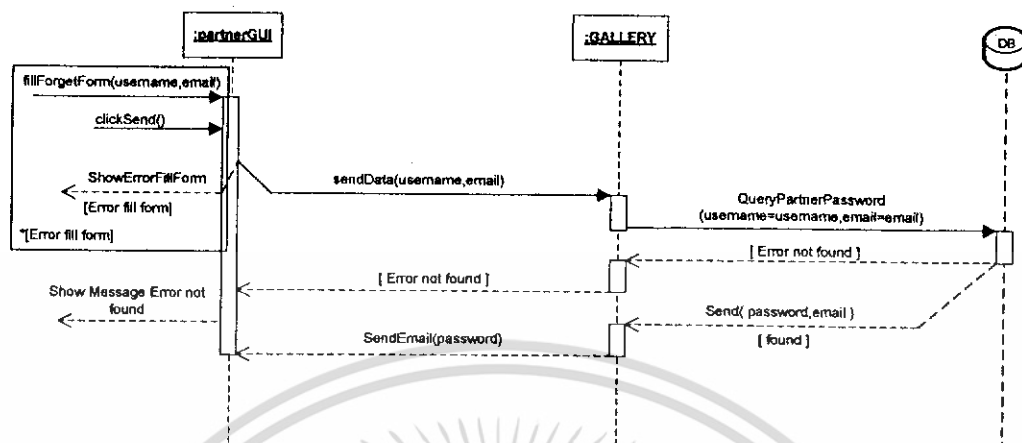 :partnerGUI
:GALLERY
DB
fillForgetForm(username,email)
clickSend()
ShowErrorFillForm
[Error fill form]
*[Error fill form]
sendData(username,email)
QueryPartnerPassword
(username=username,email=email)
[ Error not found ]
[ Error not found ]
Show Message Error not
found
Send( password,email )
[ found ]
SendEmail(password)